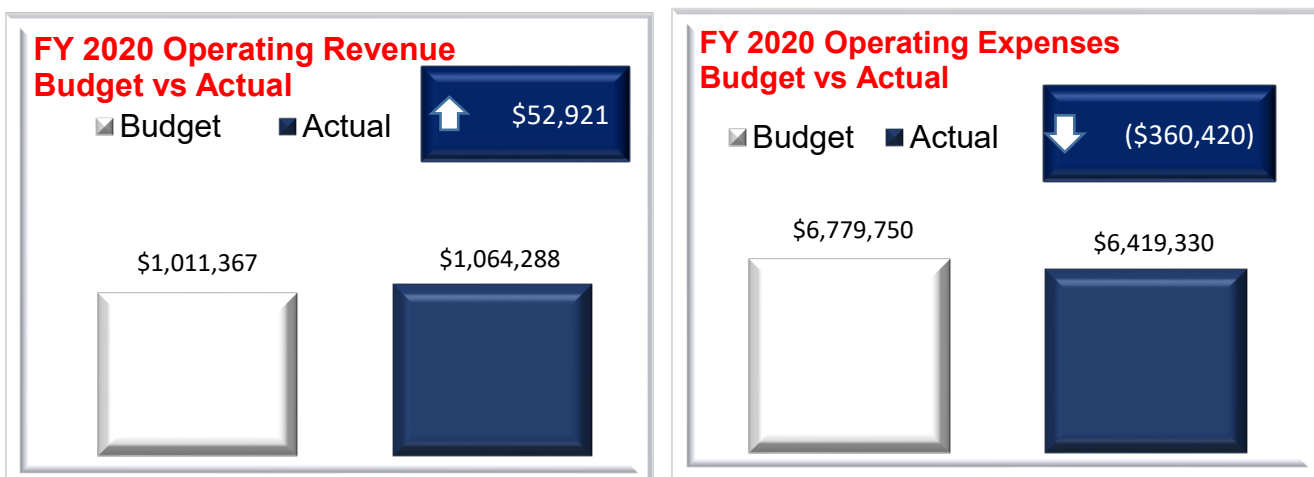 FY 2020 Operating Revenue
Budget vs Actual
Budget Actual
$52,921
$1,011,367
$1,064,288
FY 2020 Operating Expenses
Budget vs Actual
Budget Actual
($360,420)
$6,779,750
$6,419,330